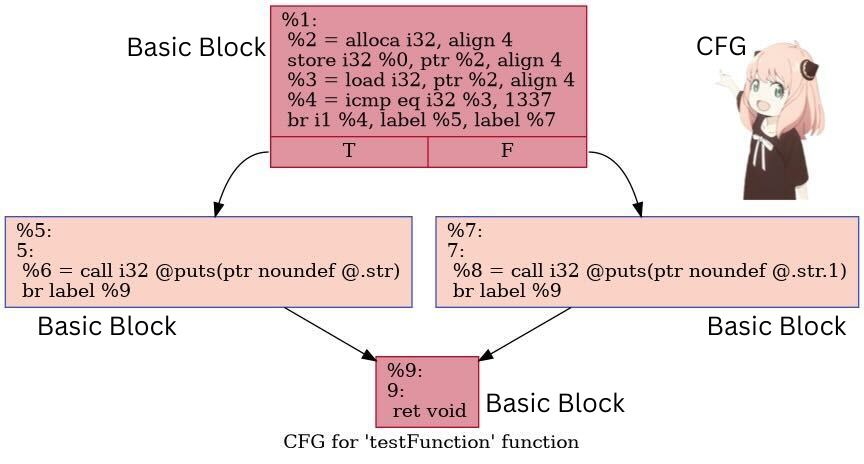 %1:
%2 = alloca i32, align 4
store i32 %0, ptr %2, align 4
%3 = load i32, ptr %2, align 4
%4 = icmp eq i32 %3, 1337
br i1 %4, label %5, label %7
T
F
Basic Block
CFG
%5:
5:
%6 = call i32 @puts(ptr noundef @.str)
br label %9
Basic Block
%7:
7:
%8 = call i32 @puts(ptr noundef @.str.1)
br label %9
Basic Block
%9:
9:
ret void
Basic Block
CFG for 'testFunction' function